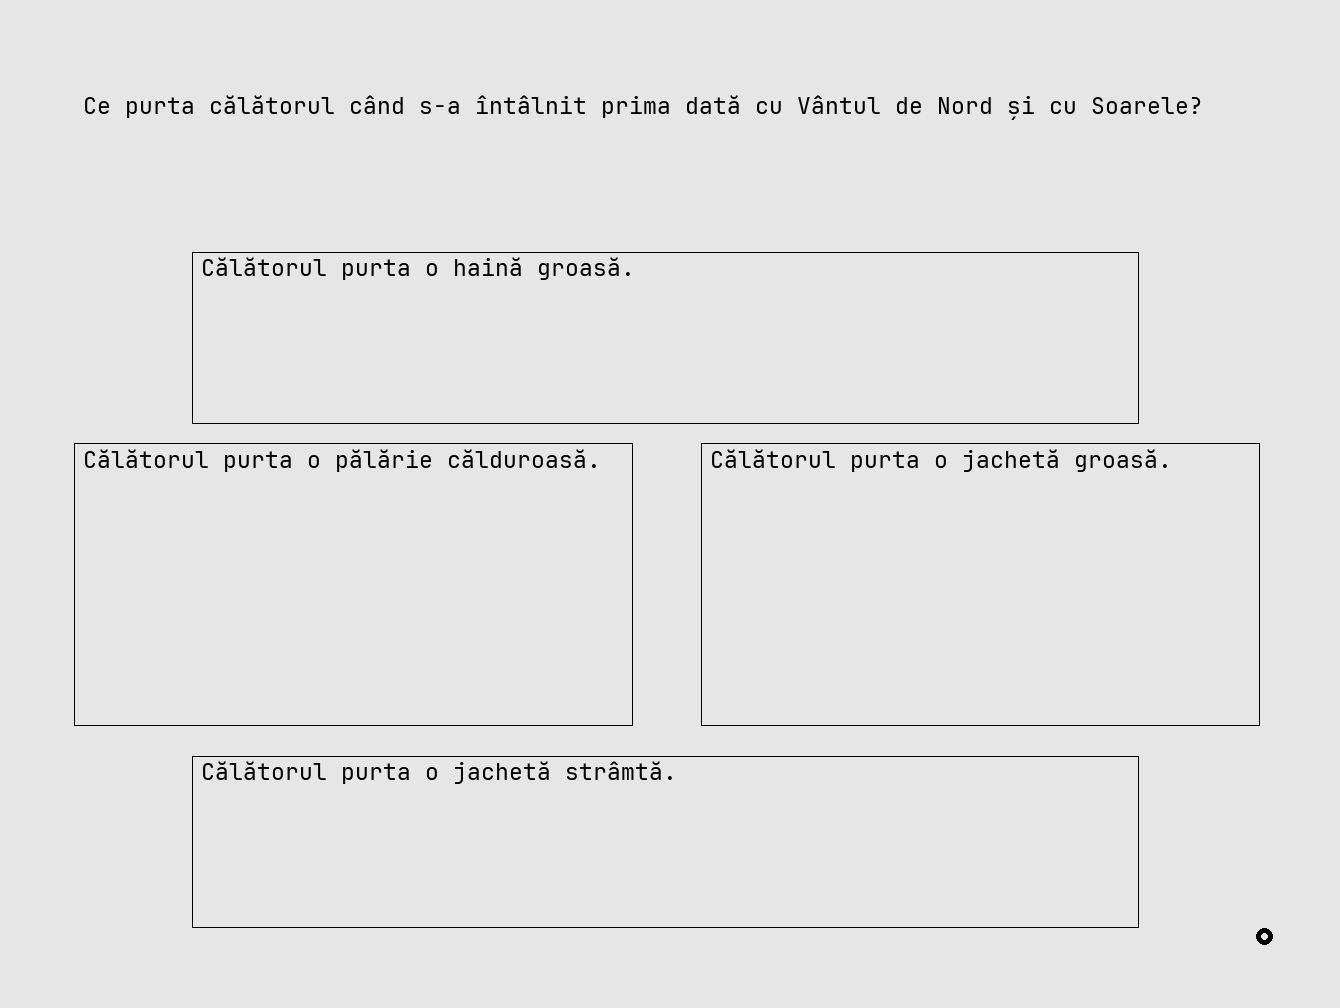 Ce purta călătorul când s-a întâlnit prima dată cu Vântul de Nord și cu Soarele?
Călătorul purta o haină groasă.
Călătorul purta o pălărie călduroasă.
Călătorul purta o jachetă groasă.
Călătorul purta o jachetă strâmtă.